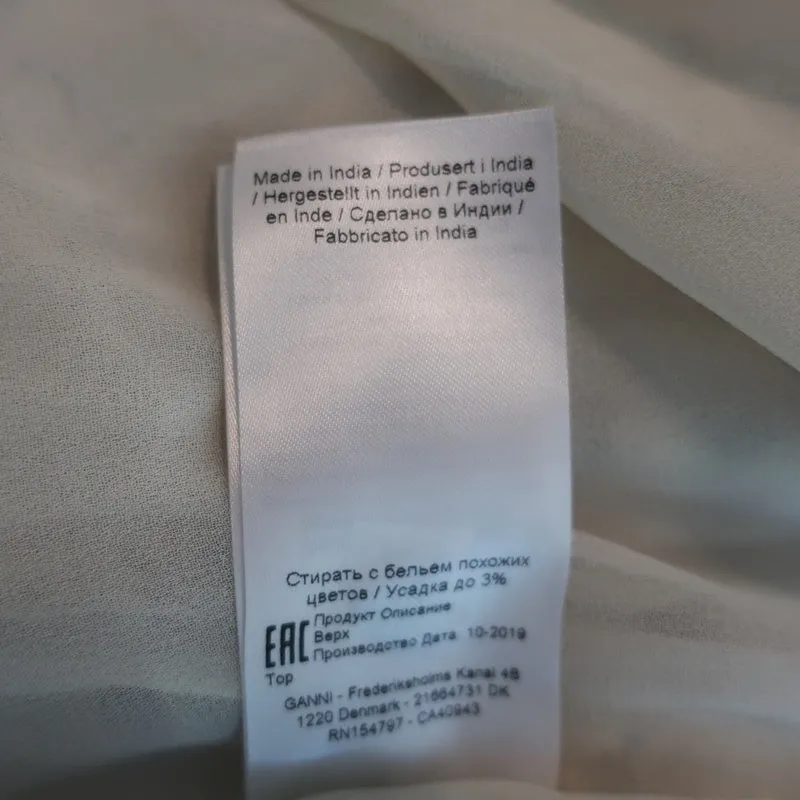 Made in India / Produsert i India
/ Hergestellt in Indien / Fabriqué
en Inde / Сделано в Индии /
Fabbricato in India
Стирать с бельем похожих
цветов / Усадка до 3%
EAC
Продукт Описание
Верх
Производство Дата 10-2019
Top
GANNI - Frederiksholms Kanal 4B
1220 Denmark - 21664731 DK
RN154797 - CA40943